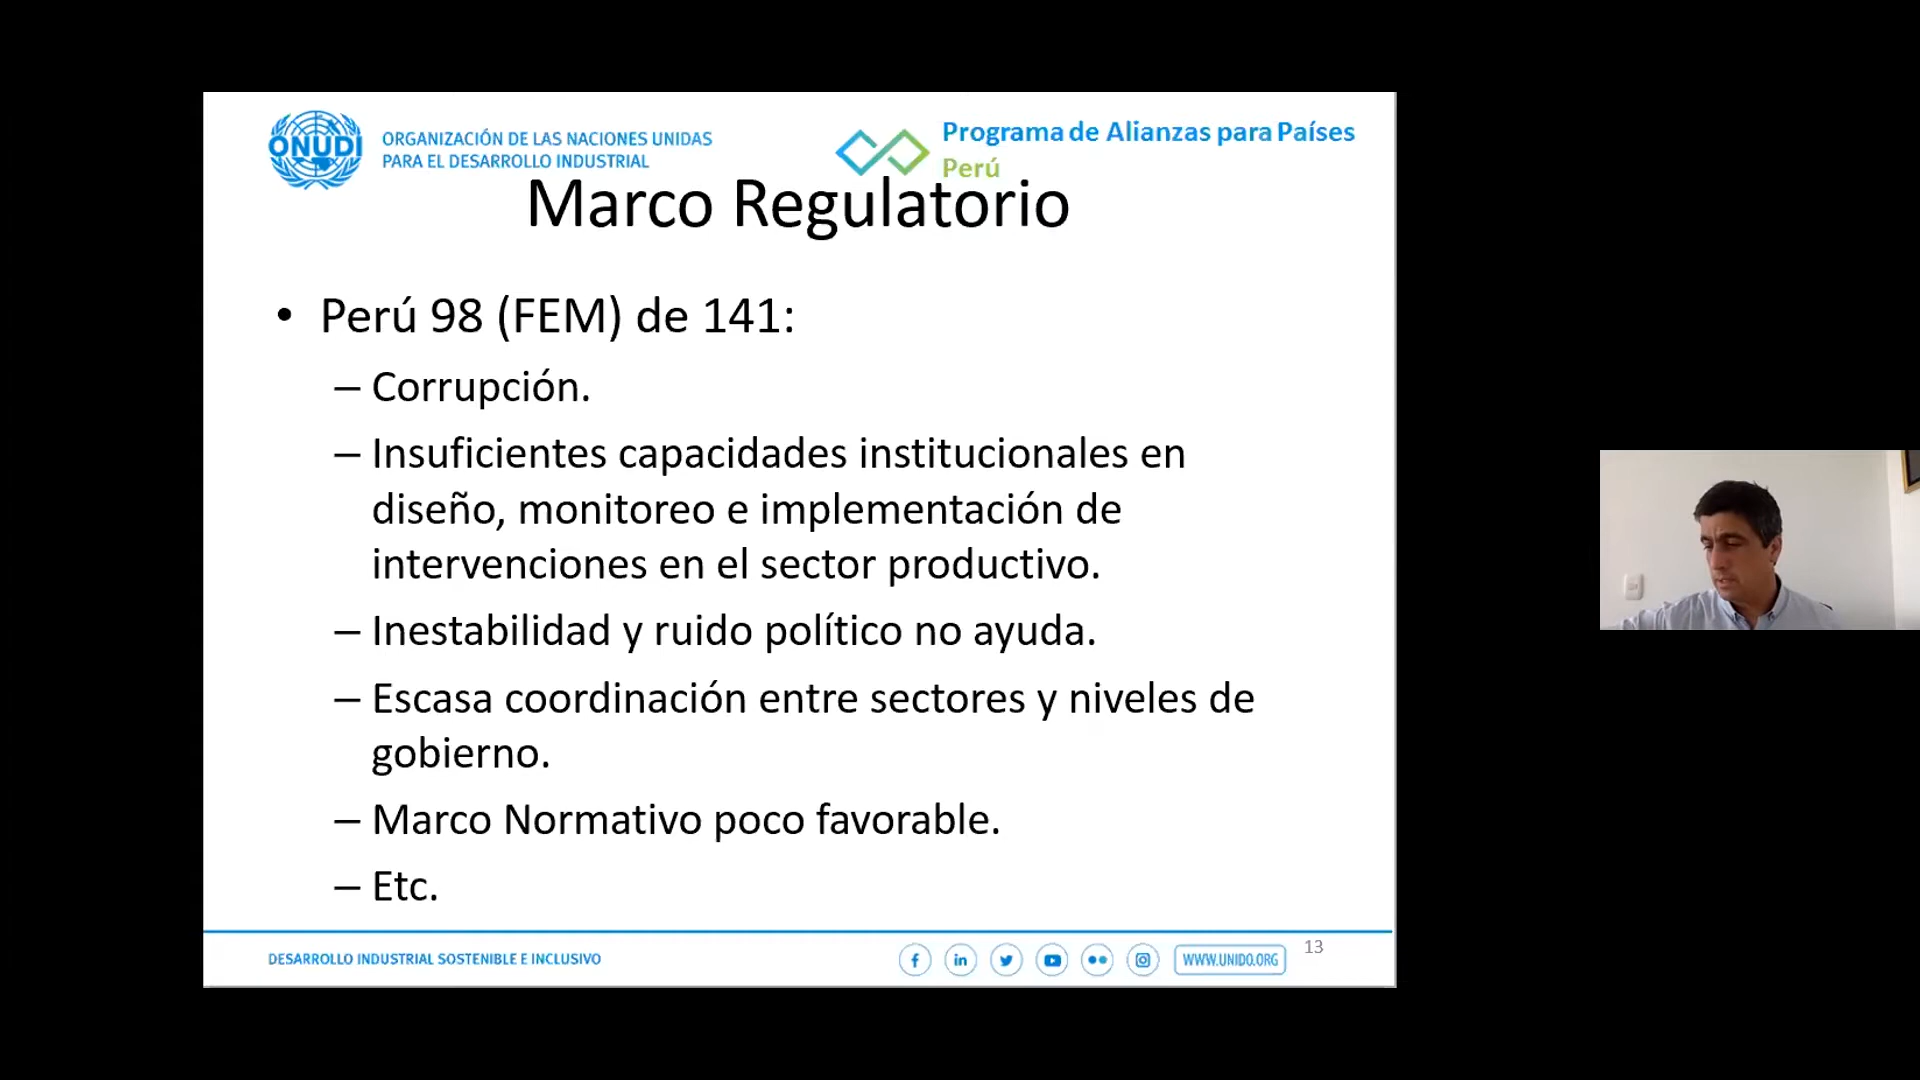 ONUDI
ORGANIZACIÓN DE LAS NACIONES UNIDAS
PARA EL DESARROLLO INDUSTRIAL
Programa de Alianzas para Países
Perú
Marco Regulatorio
• Perú 98 (FEM) de 141:
– Corrupción.
– Insuficientes capacidades institucionales en
diseño, monitoreo e implementación de
intervenciones en el sector productivo.
– Inestabilidad y ruido político no ayuda.
– Escasa coordinación entre sectores y niveles de
gobierno.
– Marco Normativo poco favorable.
– Etc.
DESARROLLO INDUSTRIAL SOSTENIBLE E INCLUSIVO
WWW.UNIDO.ORG
13